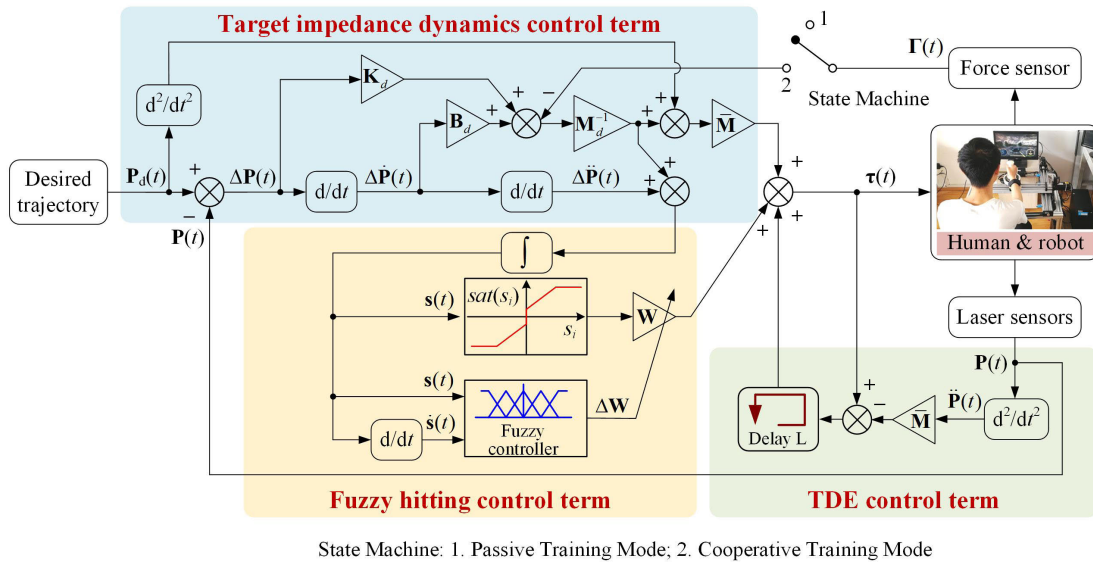 Target impedance dynamics control term
1
Γ(t)
Force sensor
2
State Machine
K_d
d²/dt²
+
−
+
+
B_d
+
M_d⁻¹
+
M̄
Desired
trajectory
P_d(t)
+
−
ΔP(t)
d/dt
ΔṖ(t)
d/dt
ΔP̈(t)
+
+
+
+
+
τ(t)
Human & robot
P(t)
∫
s(t)
sat(s_i)
s_i
W
Laser sensors
P(t)
s(t)
ΔW
Fuzzy
controller
d/dt
ṡ(t)
+
−
Delay L
M̄
P̈(t)
d²/dt²
Fuzzy hitting control term
TDE control term
State Machine: 1. Passive Training Mode; 2. Cooperative Training Mode